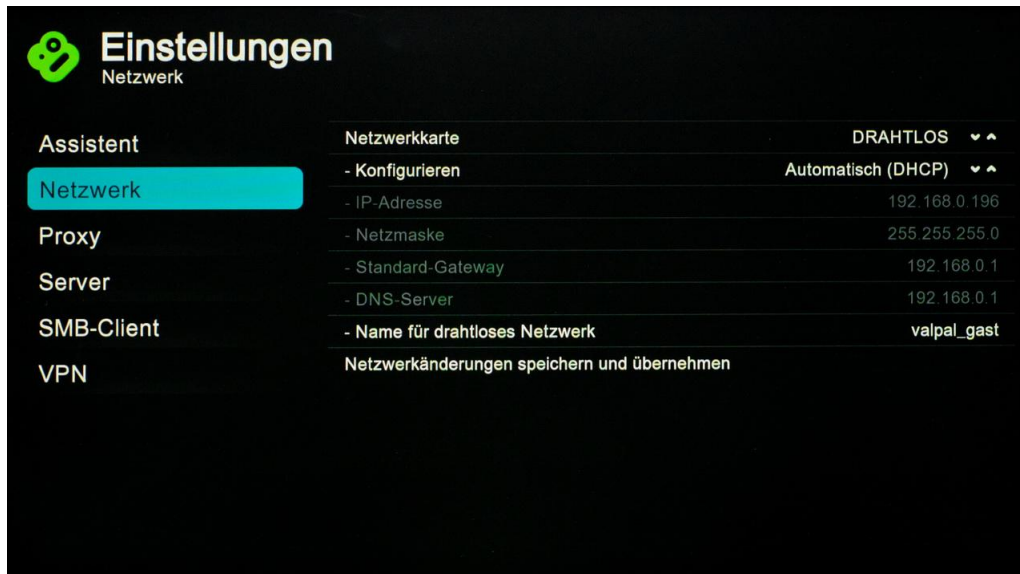 Einstellungen
Netzwerk
Assistent
Netzwerk
Proxy
Server
SMB-Client
VPN
Netzwerkkarte DRAHTLOS
- Konfigurieren Automatisch (DHCP)
- IP-Adresse 192.168.0.196
- Netzmaske 255.255.255.0
- Standard-Gateway 192.168.0.1
- DNS-Server 192.168.0.1
- Name für drahtloses Netzwerk valpal_gast
Netzwerkänderungen speichern und übernehmen